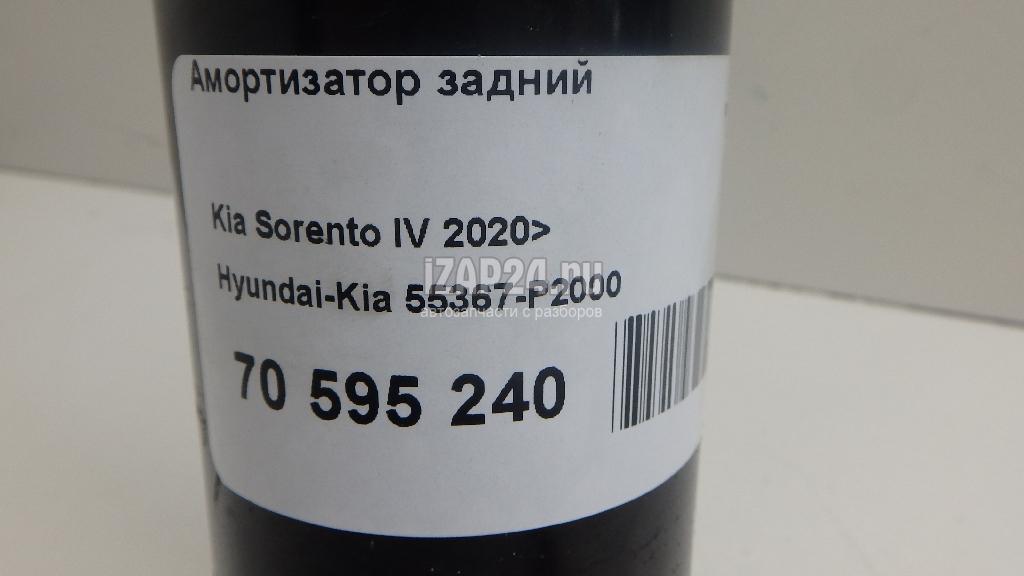 Амортизатор задний
Kia Sorento IV 2020>
iZAP24.ru
Hyundai-Kia 55367-P2000
автозапчасти с разборов
70 595 240